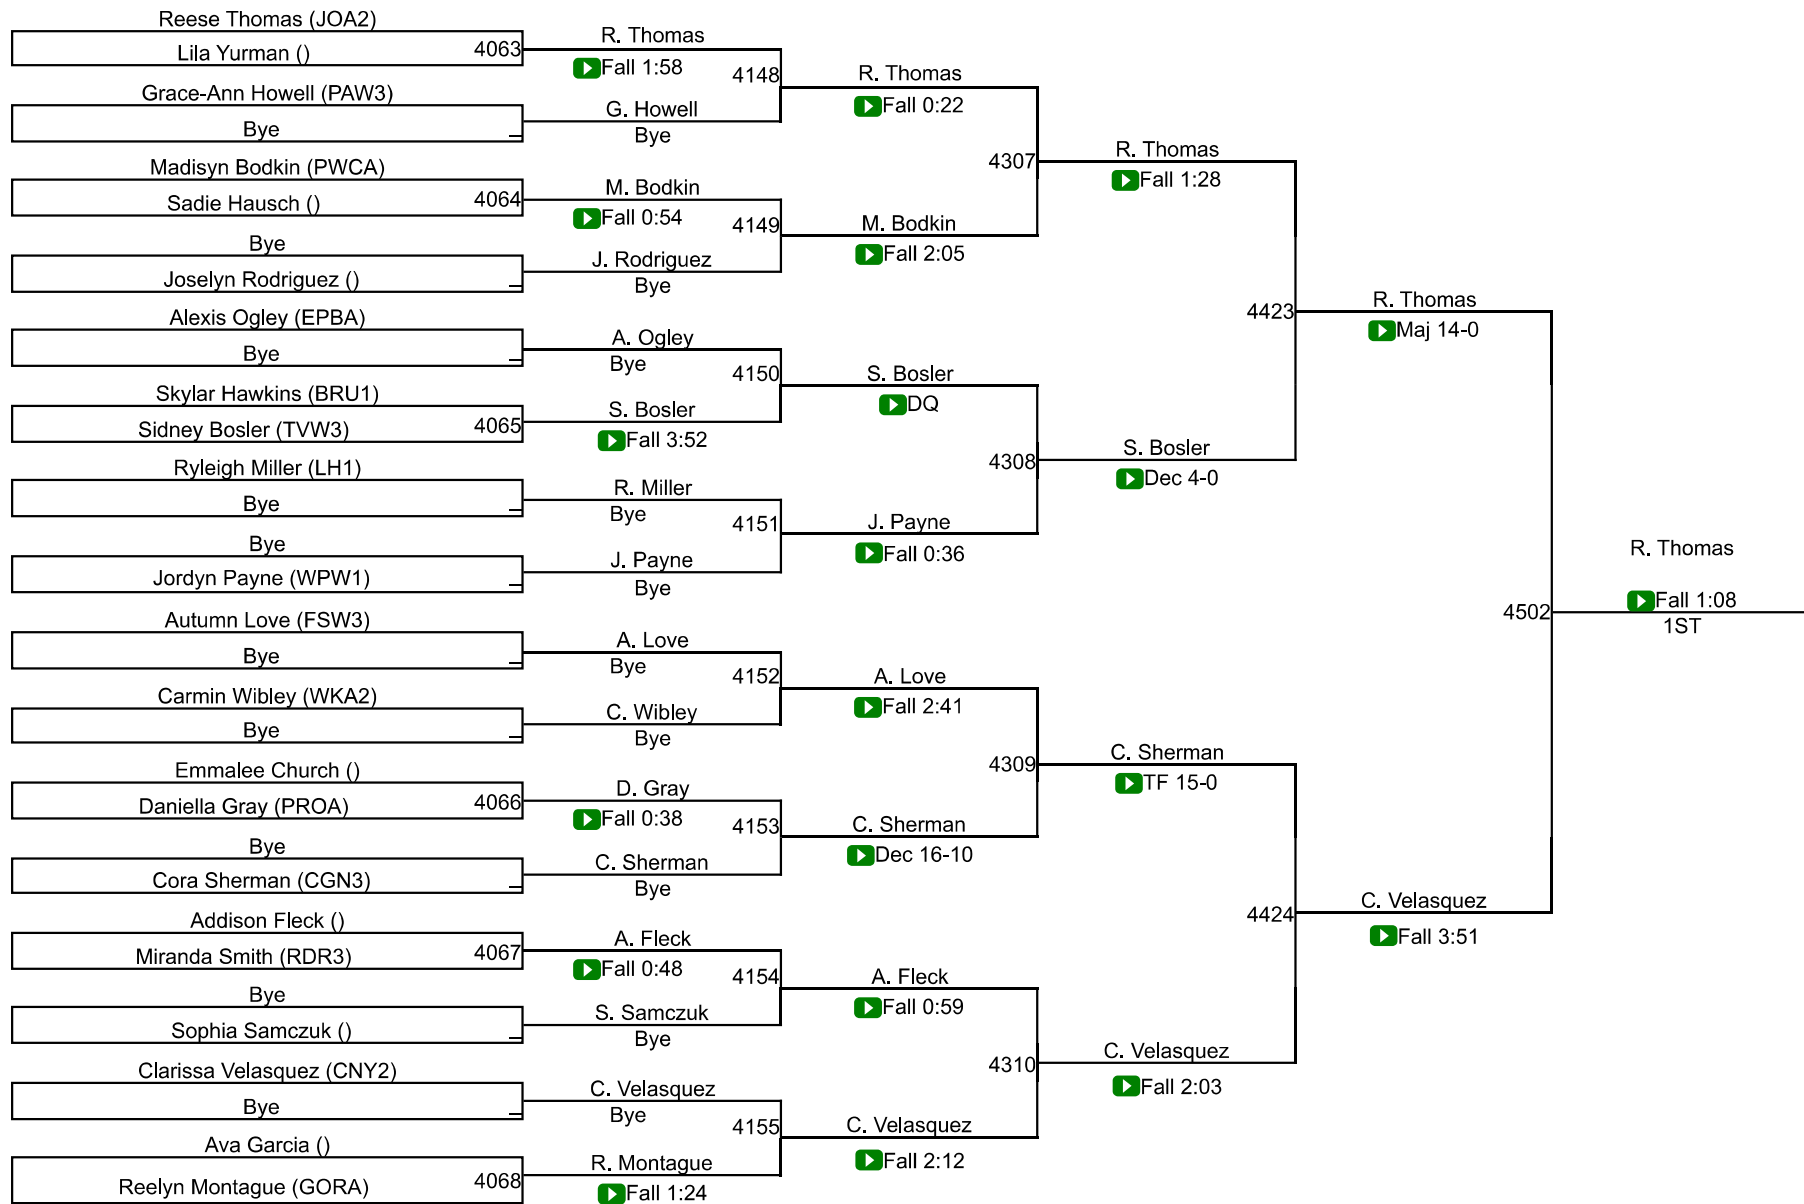 Reese Thomas (JOA2)
Lila Yurman ()
4063
Grace-Ann Howell (PAW3)
Bye
Madisyn Bodkin (PWCA)
Sadie Hausch ()
4064
Bye
Joselyn Rodriguez ()
Alexis Ogley (EPBA)
Bye
Skylar Hawkins (BRU1)
Sidney Bosler (TVW3)
4065
Ryleigh Miller (LH1)
Bye
Bye
Jordyn Payne (WPW1)
Autumn Love (FSW3)
Bye
Carmin Wibley (WKA2)
Bye
Emmalee Church ()
Daniella Gray (PROA)
4066
Bye
Cora Sherman (CGN3)
Addison Fleck ()
Miranda Smith (RDR3)
4067
Bye
Sophia Samczuk ()
Clarissa Velasquez (CNY2)
Bye
Ava Garcia ()
Reelyn Montague (GORA)
4068
R. Thomas
Fall 1:58
4148
G. Howell
Bye
M. Bodkin
Fall 0:54
4149
J. Rodriguez
Bye
A. Ogley
Bye
4150
S. Bosler
Fall 3:52
R. Miller
Bye
4151
J. Payne
Bye
A. Love
Bye
4152
C. Wibley
Bye
D. Gray
Fall 0:38
4153
C. Sherman
Bye
A. Fleck
Fall 0:48
4154
S. Samczuk
Bye
C. Velasquez
Bye
4155
R. Montague
Fall 1:24
R. Thomas
Fall 0:22
4307
M. Bodkin
Fall 2:05
S. Bosler
DQ
4308
J. Payne
Fall 0:36
A. Love
Fall 2:41
4309
C. Sherman
Dec 16-10
A. Fleck
Fall 0:59
4310
C. Velasquez
Fall 2:12
R. Thomas
Fall 1:28
4423
S. Bosler
Dec 4-0
C. Sherman
TF 15-0
4424
C. Velasquez
Fall 2:03
R. Thomas
Maj 14-0
4502
C. Velasquez
Fall 3:51
R. Thomas
Fall 1:08
1ST